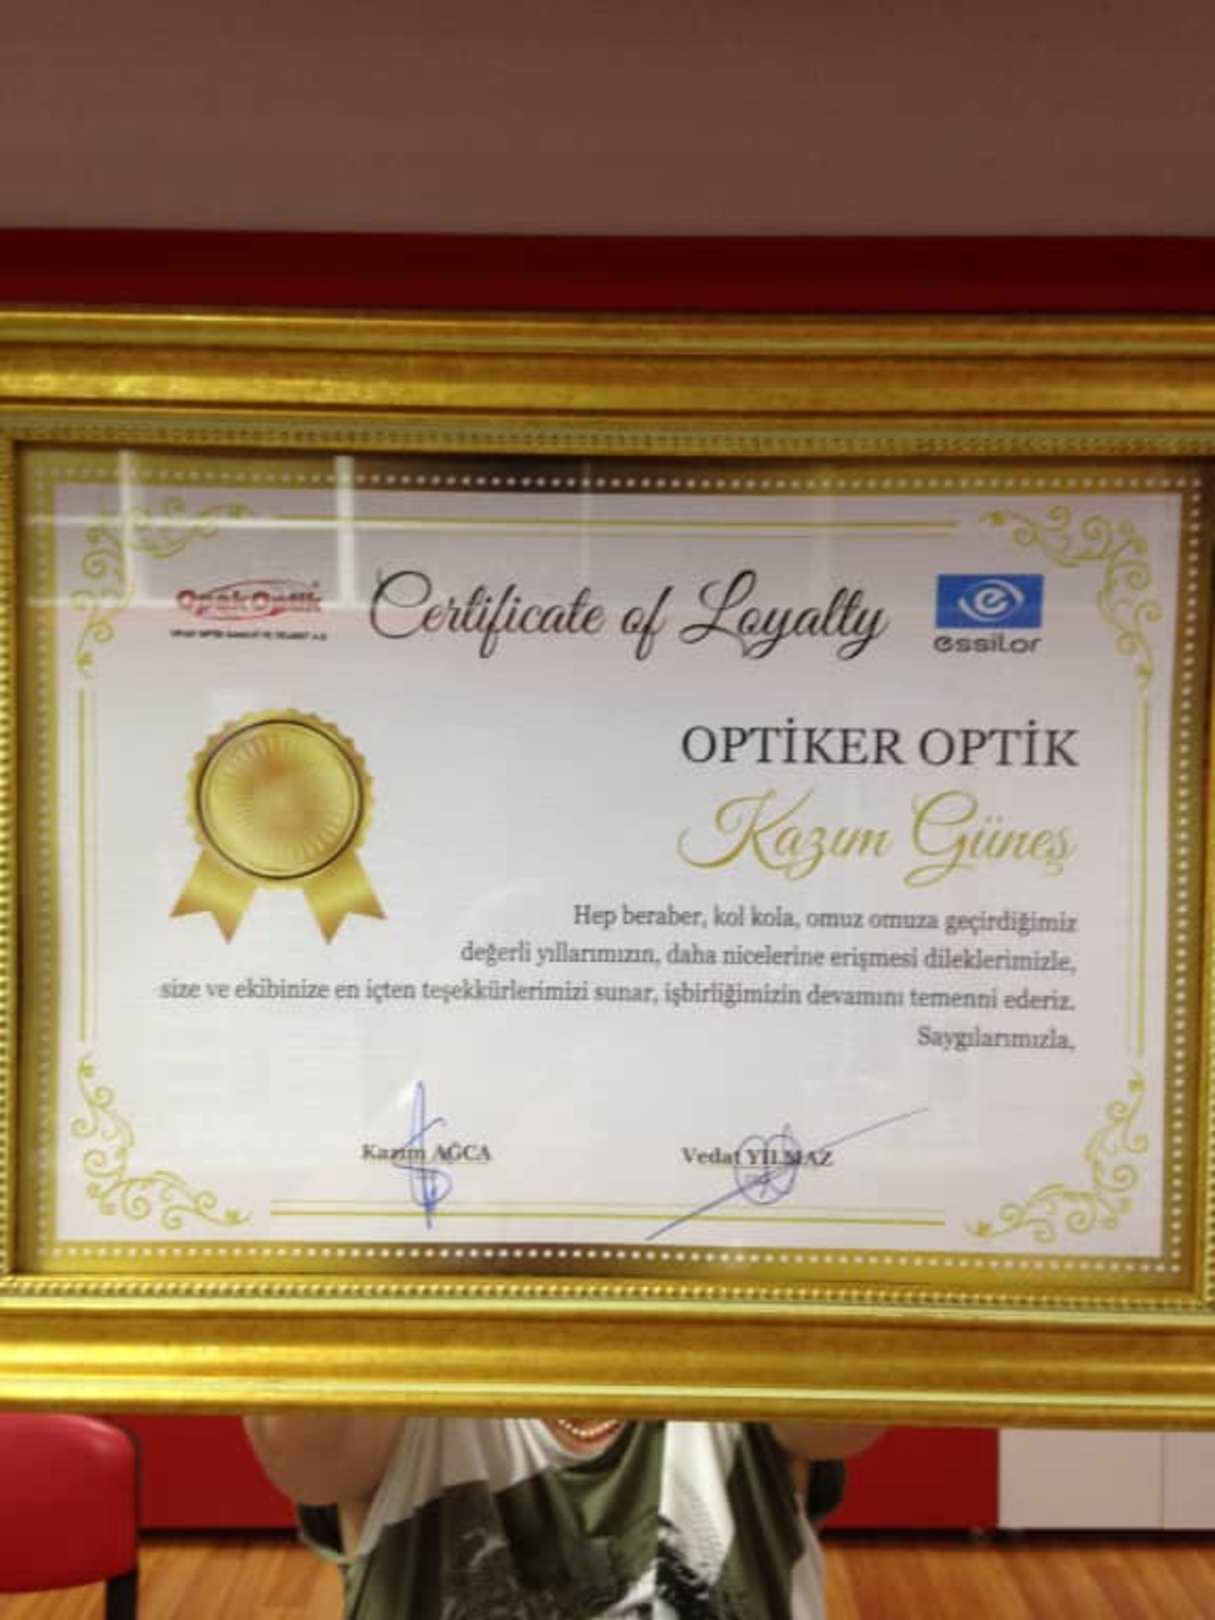 OpakOptik
Certificate of Loyalty
essilor
OPTİKER OPTİK
Kazım Güneş
Hep beraber, kol kola, omuz omuza geçirdiğimiz
değerli yıllarımızın, daha nicelerine erişmesi dileklerimizle,
size ve ekibinize en içten teşekkürlerimizi sunar, işbirliğimizin devamını temenni ederiz.
Saygılarımızla,
Kazım AĞCA
Vedat YILMAZ